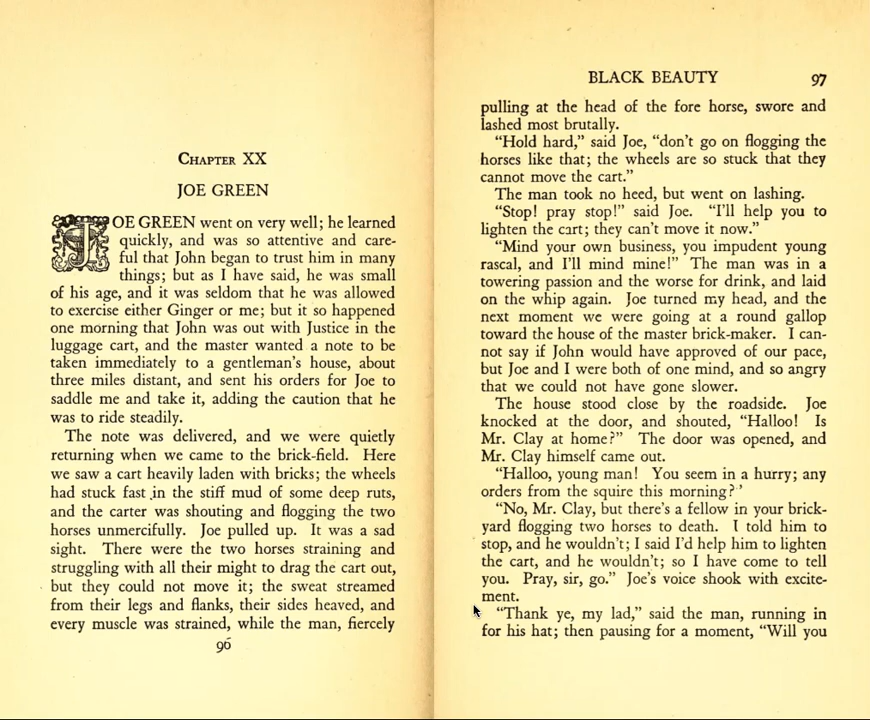 Chapter XX
JOE GREEN
JOE GREEN went on very well; he learned
quickly, and was so attentive and care-
ful that John began to trust him in many
things; but as I have said, he was small
of his age, and it was seldom that he was allowed
to exercise either Ginger or me; but it so happened
one morning that John was out with Justice in the
luggage cart, and the master wanted a note to be
taken immediately to a gentleman's house, about
three miles distant, and sent his orders for Joe to
saddle me and take it, adding the caution that he
was to ride steadily.
The note was delivered, and we were quietly
returning when we came to the brick-field. Here
we saw a cart heavily laden with bricks; the wheels
had stuck fast in the stiff mud of some deep ruts,
and the carter was shouting and flogging the two
horses unmercifully. Joe pulled up. It was a sad
sight. There were the two horses straining and
struggling with all their might to drag the cart out,
but they could not move it; the sweat streamed
from their legs and flanks, their sides heaved, and
every muscle was strained, while the man, fiercely
96
BLACK BEAUTY 97
pulling at the head of the fore horse, swore and
lashed most brutally.
"Hold hard," said Joe, "don't go on flogging the
horses like that; the wheels are so stuck that they
cannot move the cart."
The man took no heed, but went on lashing.
"Stop! pray stop!" said Joe. "I'll help you to
lighten the cart; they can't move it now."
"Mind your own business, you impudent young
rascal, and I'll mind mine!" The man was in a
towering passion and the worse for drink, and laid
on the whip again. Joe turned my head, and the
next moment we were going at a round gallop
toward the house of the master brick-maker. I can-
not say if John would have approved of our pace,
but Joe and I were both of one mind, and so angry
that we could not have gone slower.
The house stood close by the roadside. Joe
knocked at the door, and shouted, "Halloo! Is
Mr. Clay at home?" The door was opened, and
Mr. Clay himself came out.
"Halloo, young man! You seem in a hurry; any
orders from the squire this morning?'
"No, Mr. Clay, but there's a fellow in your brick-
yard flogging two horses to death. I told him to
stop, and he wouldn't; I said I'd help him to lighten
the cart, and he wouldn't; so I have come to tell
you. Pray, sir, go." Joe's voice shook with excite-
ment.
"Thank ye, my lad," said the man, running in
for his hat; then pausing for a moment, "Will you